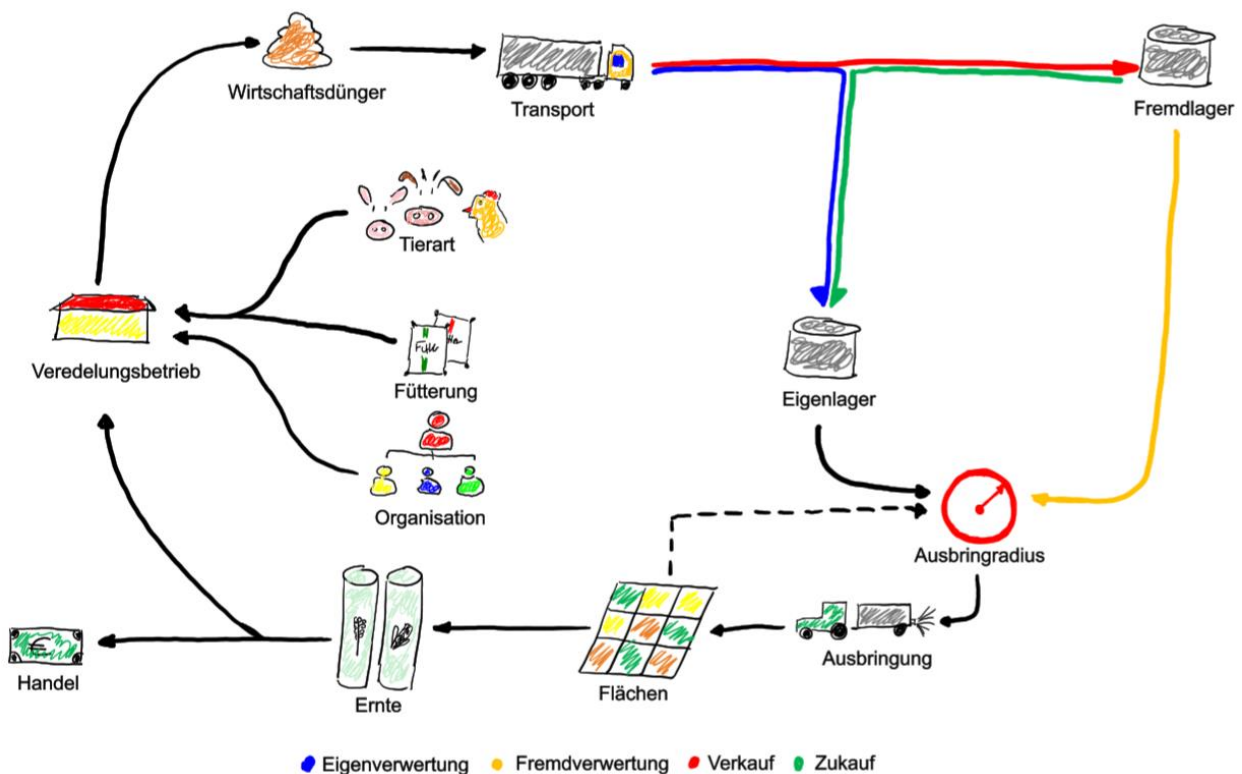 Wirtschaftsdünger
Transport
Fremdlager
Tierart
Veredelungsbetrieb
Fütterung
Eigenlager
Organisation
Ausbringradius
Handel
Ernte
Flächen
Ausbringung
€
Eigenverwertung Fremdverwertung Verkauf Zukauf